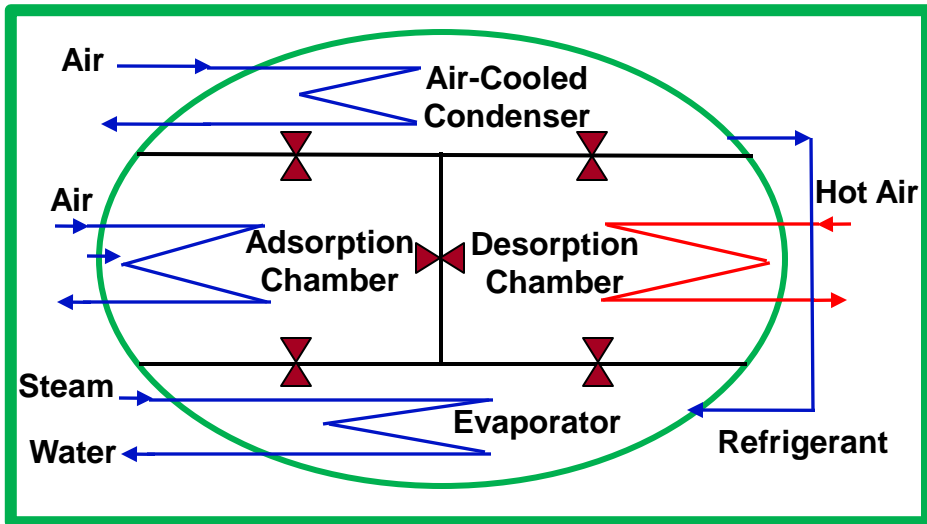 Air
Air-Cooled
Condenser
Air
Hot Air
Adsorption
Chamber
Desorption
Chamber
Steam
Evaporator
Water
Refrigerant